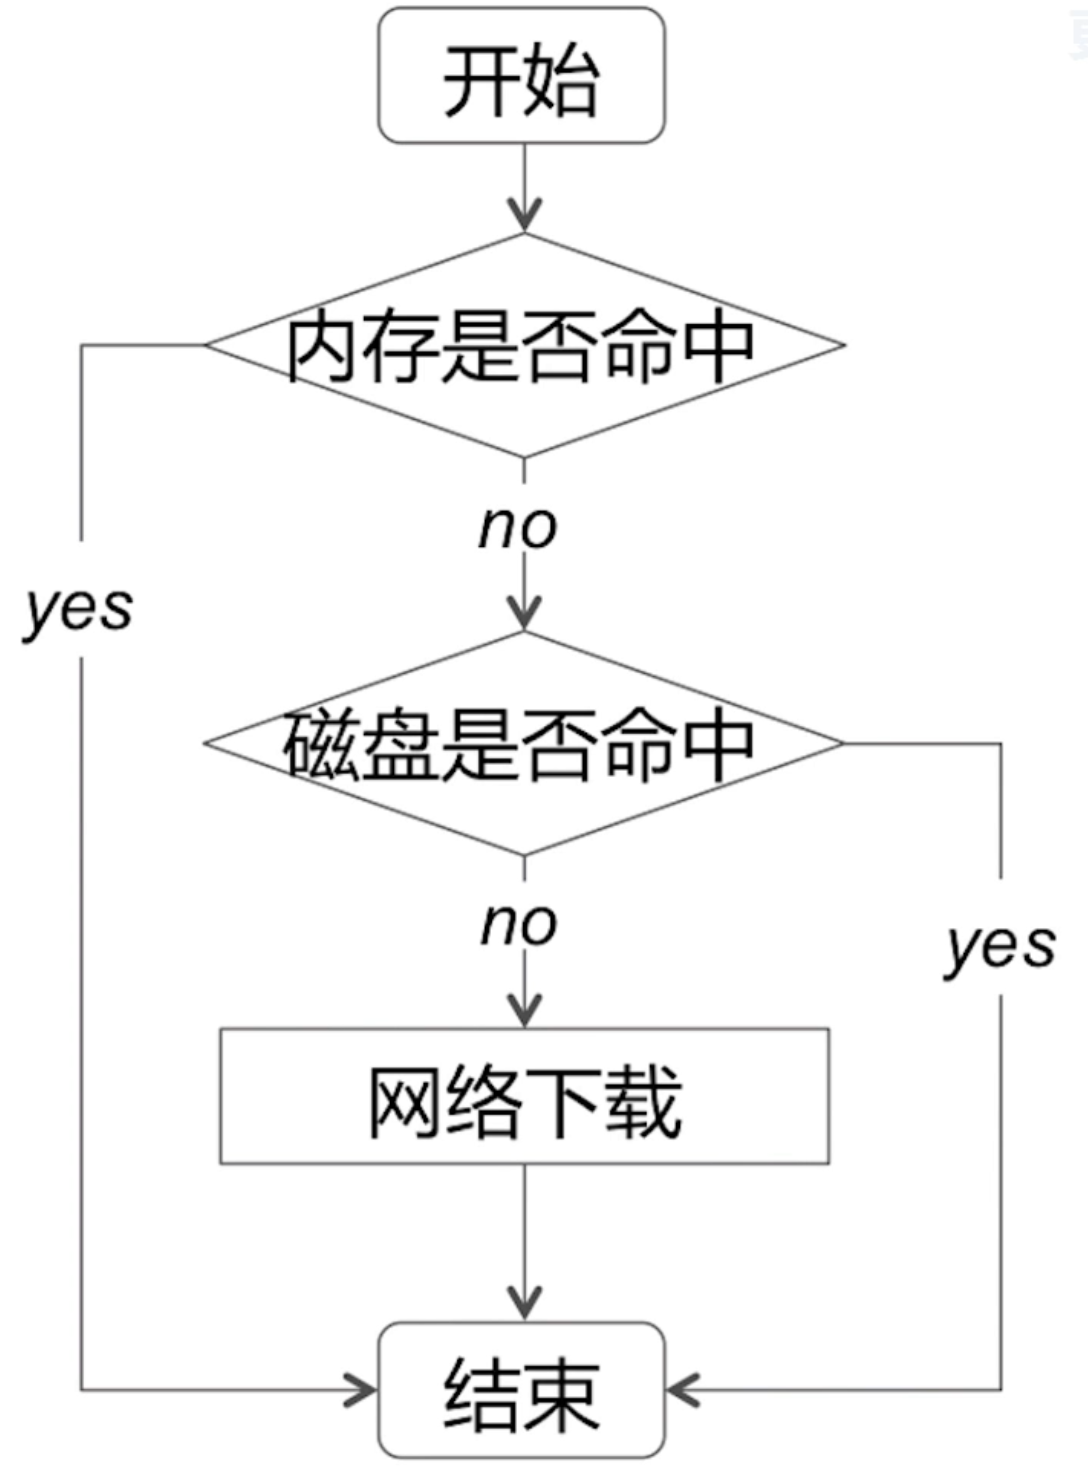 开始
内存是否命中
no
yes
磁盘是否命中
no
yes
网络下载
结束